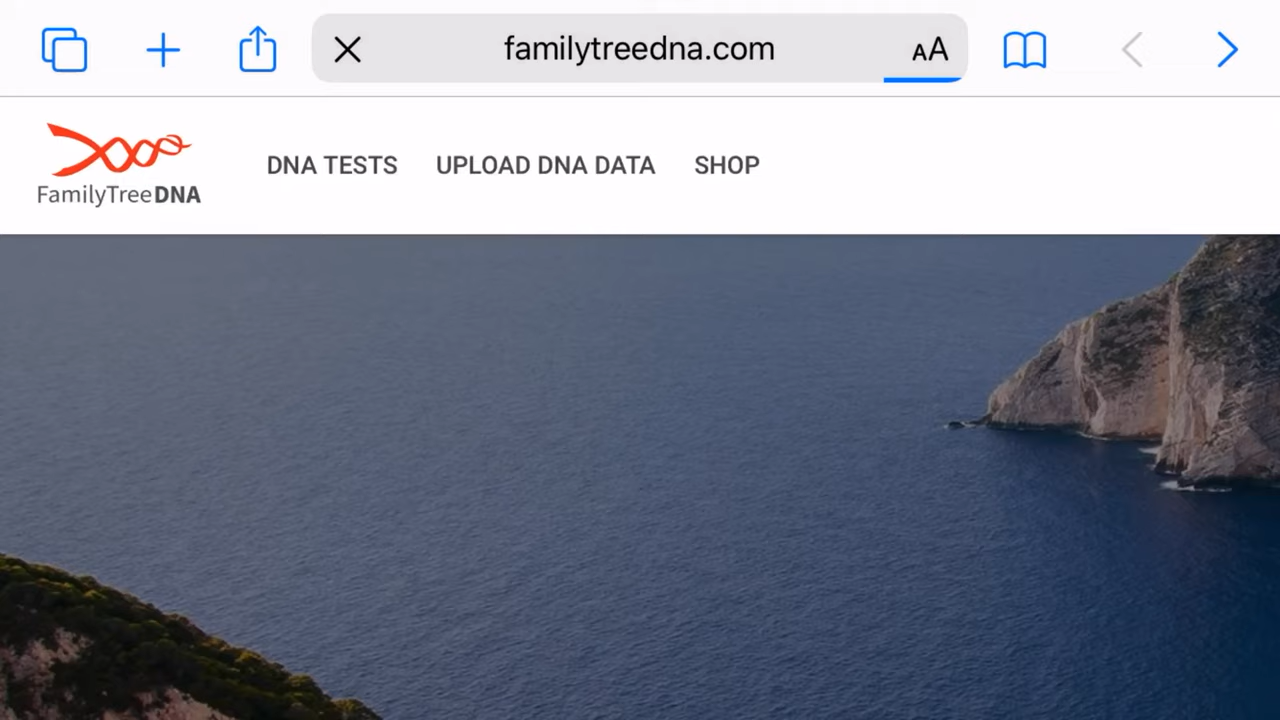 familytreedna.com
AA
FamilyTreeDNA
DNA TESTS
UPLOAD DNA DATA
SHOP